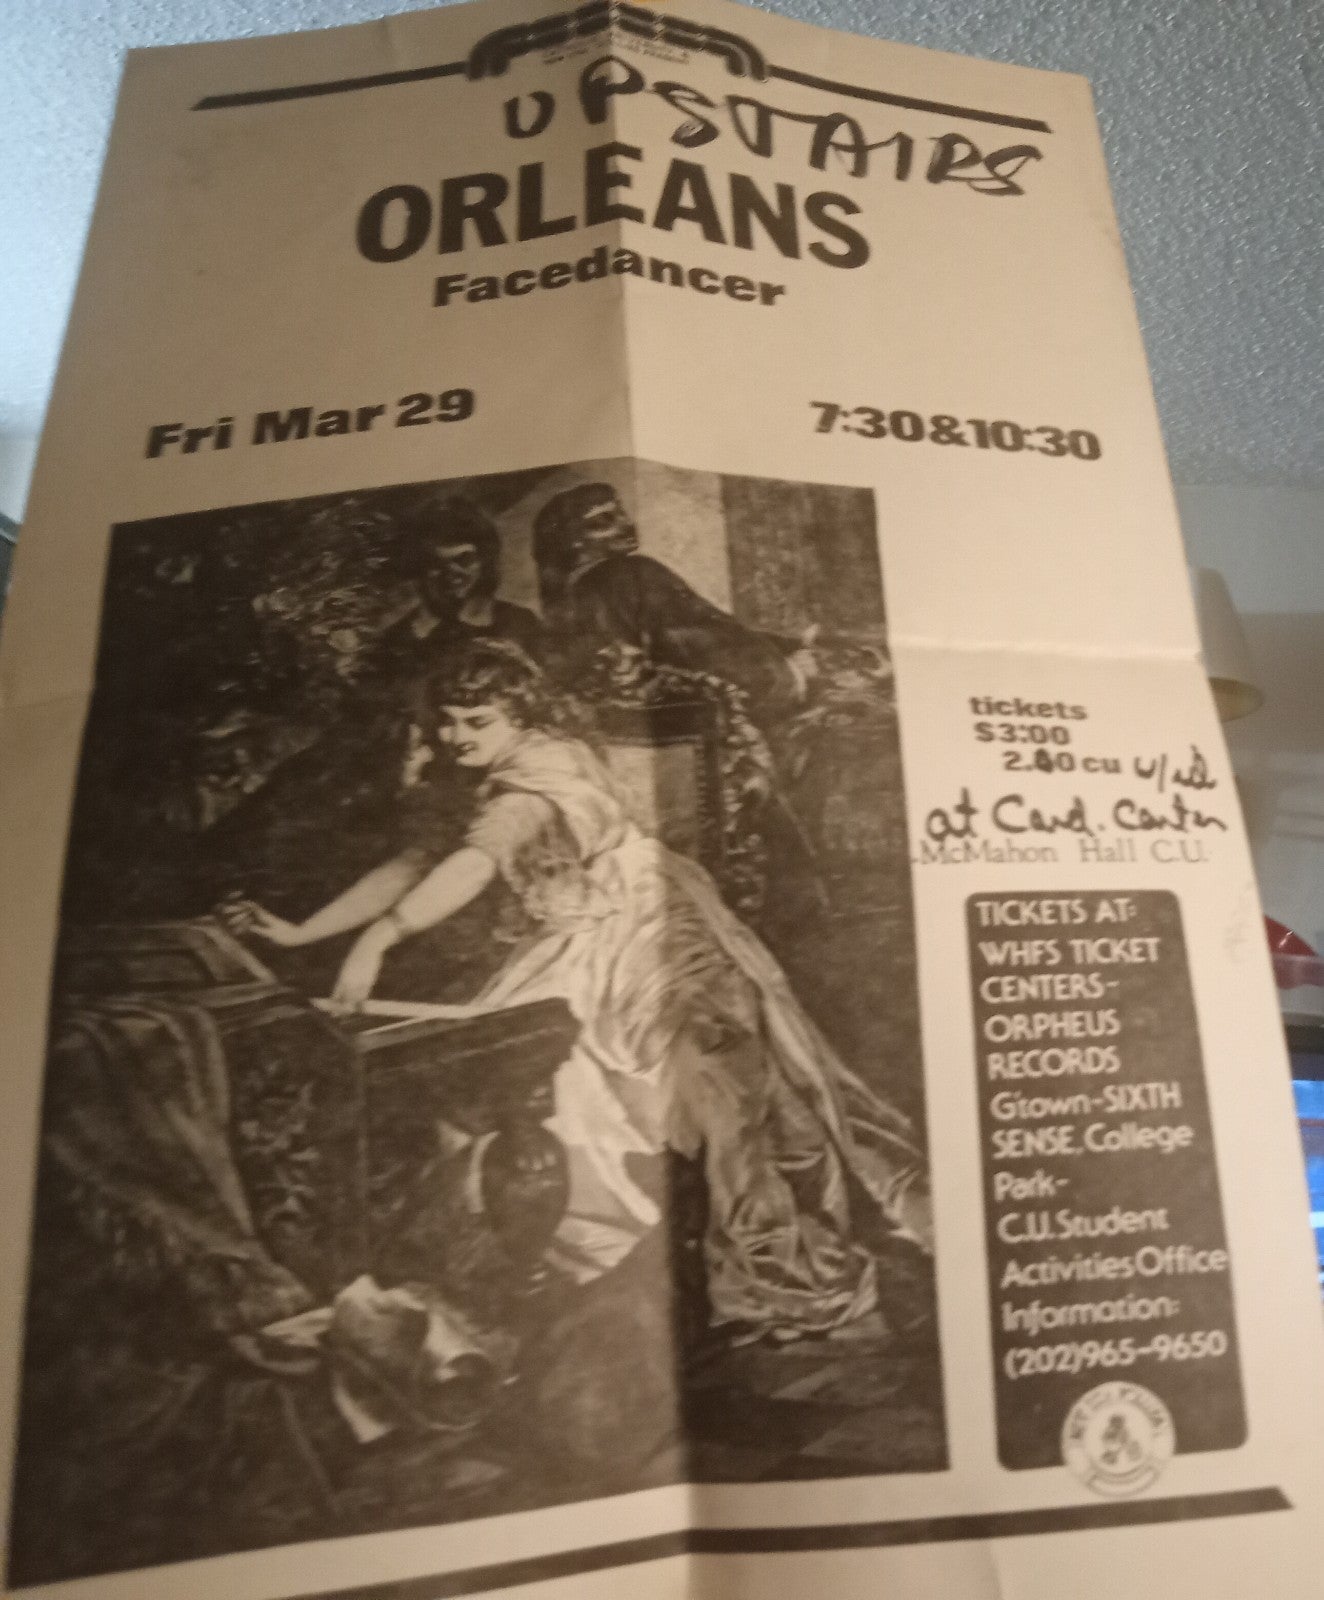 UPSTAIRS
ORLEANS
Facedancer
Fri Mar 29
7:30&10:30
tickets
$3:00
2.00 cu w/id
at Card. Center
McMahon Hall C.U.
TICKETS AT:
WHFS TICKET
CENTERS-
ORPHEUS
RECORDS
G'town-SIXTH
SENSE, College
Park-
C.U. Student
Activities Office
Information:
(202)965-9650